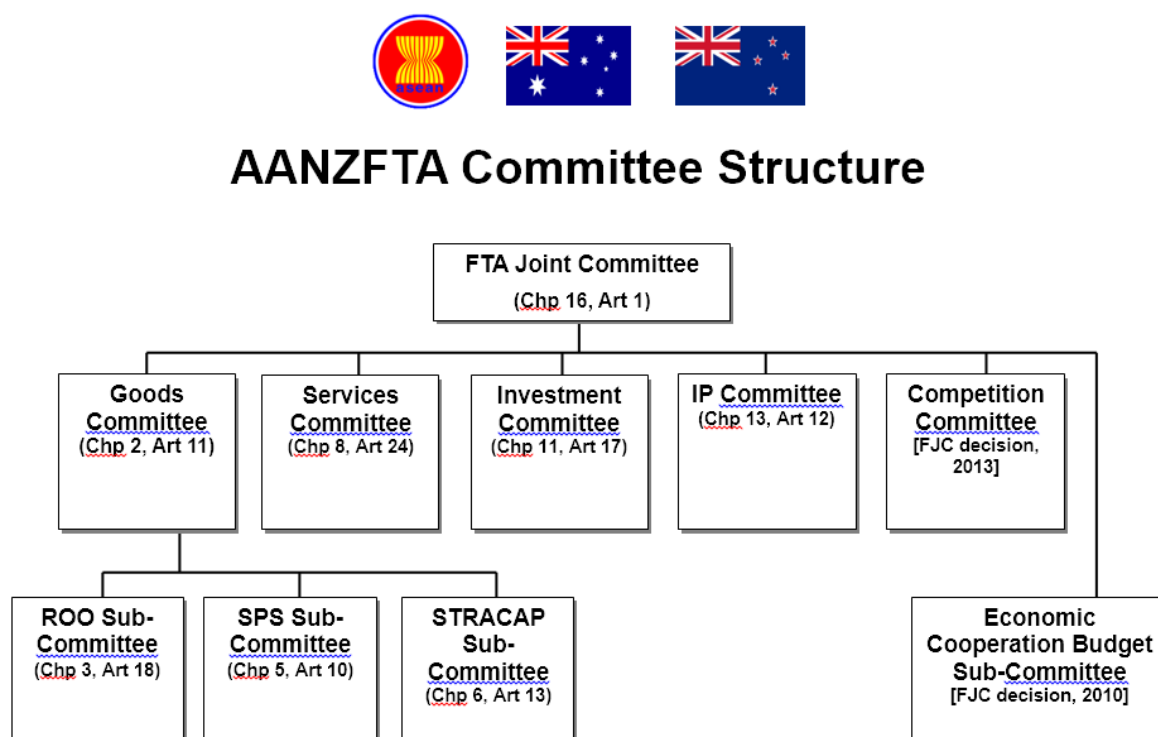 asean
AANZFTA Committee Structure
FTA Joint Committee
(Chp 16, Art 1)
Goods
Committee
(Chp 2, Art 11)
Services
Committee
(Chp 8, Art 24)
Investment
Committee
(Chp 11, Art 17)
IP Committee
(Chp 13, Art 12)
Competition
Committee
[FJC decision,
2013]
ROO Sub-
Committee
(Chp 3, Art 18)
SPS Sub-
Committee
(Chp 5, Art 10)
STRACAP
Sub-
Committee
(Chp 6, Art 13)
Economic
Cooperation Budget
Sub-Committee
[FJC decision, 2010]